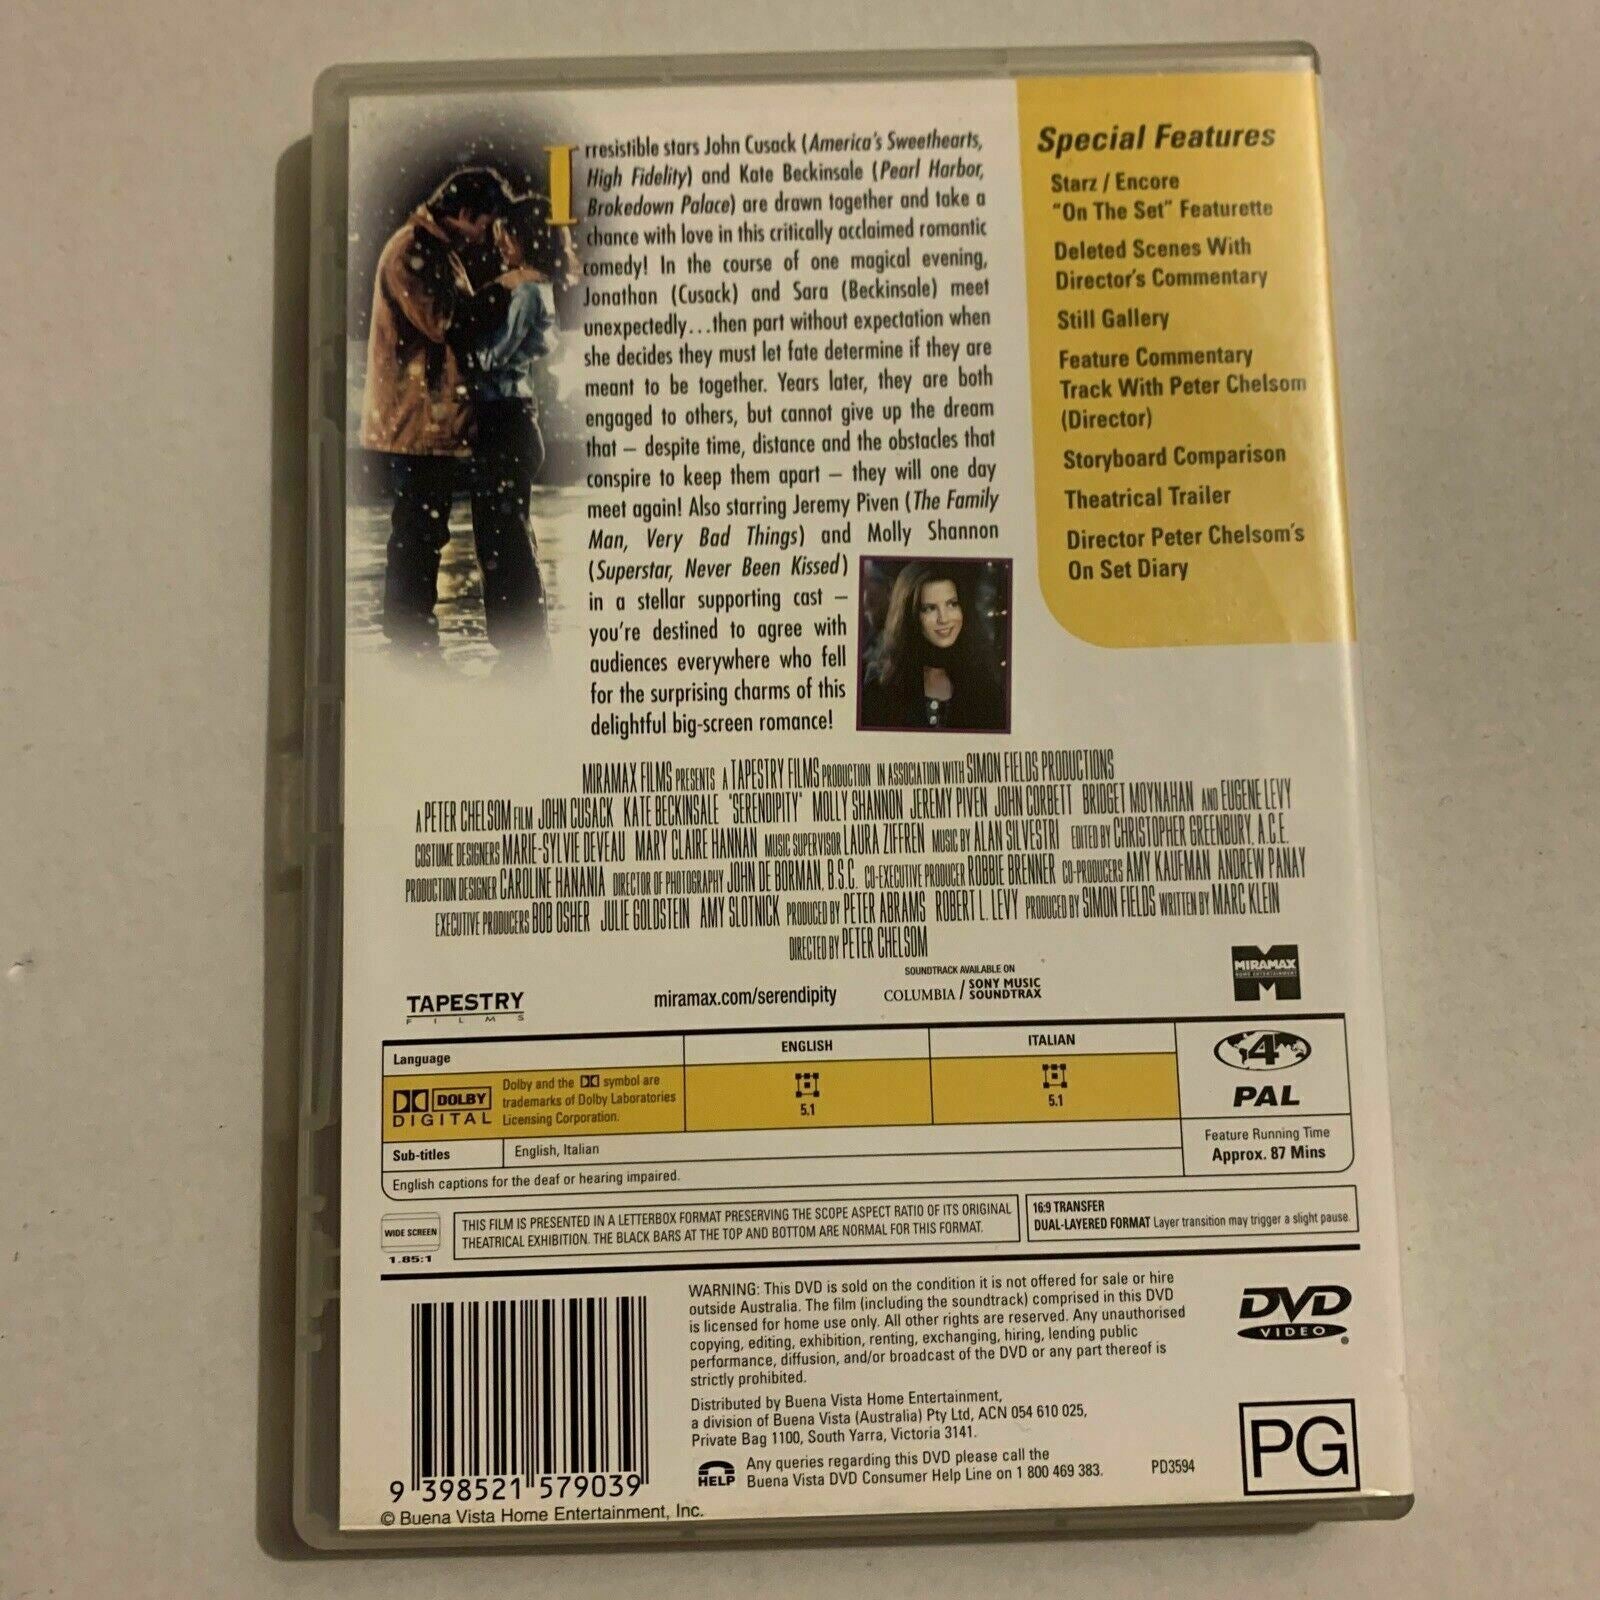 Irresistible stars John Cusack (America's Sweethearts,
High Fidelity) and Kate Beckinsale (Pearl Harbor,
Brokedown Palace) are drawn together and take a
chance with love in this critically acclaimed romantic
comedy! In the course of one magical evening,
Jonathan (Cusack) and Sara (Beckinsale) meet
unexpectedly...then part without expectation when
she decides they must let fate determine if they are
meant to be together. Years later, they are both
engaged to others, but cannot give up the dream
that – despite time, distance and the obstacles that
conspire to keep them apart – they will one day
meet again! Also starring Jeremy Piven (The Family
Man, Very Bad Things) and Molly Shannon
(Superstar, Never Been Kissed)
in a stellar supporting cast –
you're destined to agree with
audiences everywhere who fell
for the surprising charms of this
delightful big-screen romance!
Special Features
Starz / Encore
"On The Set" Featurette
Deleted Scenes With
Director's Commentary
Still Gallery
Feature Commentary
Track With Peter Chelsom
(Director)
Storyboard Comparison
Theatrical Trailer
Director Peter Chelsom's
On Set Diary
MIRAMAX FILMS PRESENTS A TAPESTRY FILMS PRODUCTION IN ASSOCIATION WITH SIMON FIELDS PRODUCTIONS
A PETER CHELSOM FILM JOHN CUSACK KATE BECKINSALE "SERENDIPITY" MOLLY SHANNON JEREMY PIVEN JOHN CORBETT BRIDGET MOYNAHAN AND EUGENE LEVY
COSTUME DESIGNERS MARIE-SYLVIE DEVEAU MARY CLAIRE HANNAN MUSIC SUPERVISOR LAURA ZIFFREN MUSIC BY ALAN SILVESTRI EDITED BY CHRISTOPHER GREENBURY, A.C.E.
PRODUCTION DESIGNER CAROLINE HANANIA DIRECTOR OF PHOTOGRAPHY JOHN DE BORMAN, B.S.C. CO-EXECUTIVE PRODUCER ROBBIE BRENNER CO-PRODUCERS AMY KAUFMAN ANDREW PANAY
EXECUTIVE PRODUCERS BOB OSHER JULIE GOLDSTEIN AMY SLOTNICK PRODUCED BY PETER ABRAMS ROBERT L. LEVY PRODUCED BY SIMON FIELDS WRITTEN BY MARC KLEIN
DIRECTED BY PETER CHELSOM
TAPESTRY
FILMS
miramax.com/serendipity
SOUNDTRACK AVAILABLE ON
COLUMBIA / SONY MUSIC
SOUNDTRAX
MIRAMAX
HOME ENTERTAINMENT
Language
ENGLISH
ITALIAN
DOLBY
DIGITAL
Dolby and the DD symbol are
trademarks of Dolby Laboratories
Licensing Corporation.
5.1
5.1
4
PAL
Sub-titles
English, Italian
English captions for the deaf or hearing impaired.
Feature Running Time
Approx. 87 Mins
WIDE SCREEN
1.85:1
THIS FILM IS PRESENTED IN A LETTERBOX FORMAT PRESERVING THE SCOPE ASPECT RATIO OF ITS ORIGINAL
THEATRICAL EXHIBITION. THE BLACK BARS AT THE TOP AND BOTTOM ARE NORMAL FOR THIS FORMAT.
16:9 TRANSFER
DUAL-LAYERED FORMAT Layer transition may trigger a slight pause.
WARNING: This DVD is sold on the condition it is not offered for sale or hire
outside Australia. The film (including the soundtrack) comprised in this DVD
is licensed for home use only. All other rights are reserved. Any unauthorised
copying, editing, exhibition, renting, exchanging, hiring, lending public
performance, diffusion, and/or broadcast of the DVD or any part thereof is
strictly prohibited.
Distributed by Buena Vista Home Entertainment,
a division of Buena Vista (Australia) Pty Ltd, ACN 054 610 025,
Private Bag 1100, South Yarra, Victoria 3141.
HELP
Any queries regarding this DVD please call the
Buena Vista DVD Consumer Help Line on 1 800 469 383.
PD3594
DVD
VIDEO
PG
9 398521 579039
© Buena Vista Home Entertainment, Inc.